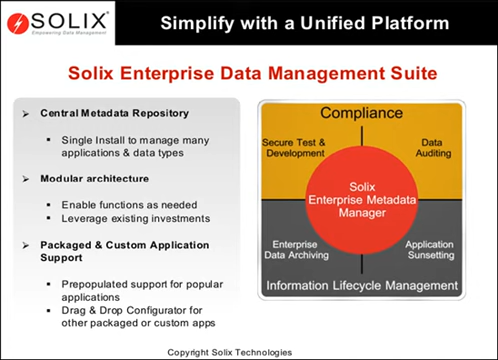 SOLIX
Empowering Data Management
Simplify with a Unified Platform
Solix Enterprise Data Management Suite
Central Metadata Repository
Single Install to manage many
applications & data types
Modular architecture
Enable functions as needed
Leverage existing investments
Packaged & Custom Application
Support
Prepopulated support for popular
applications
Drag & Drop Configurator for
other packaged or custom apps
Compliance
Secure Test &
Development
Data
Auditing
Solix
Enterprise Metadata
Manager
Enterprise
Data Archiving
Application
Sunsetting
Information Lifecycle Management
Copyright Solix Technologies